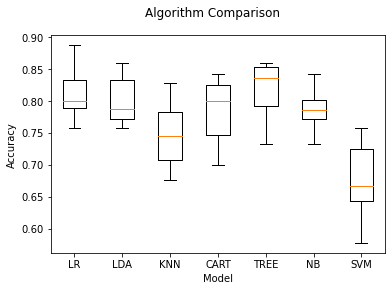 Algorithm Comparison
0.90
0.85
0.80
0.75
0.70
0.65
0.60
Accuracy
LR LDA KNN CART TREE NB SVM
Model